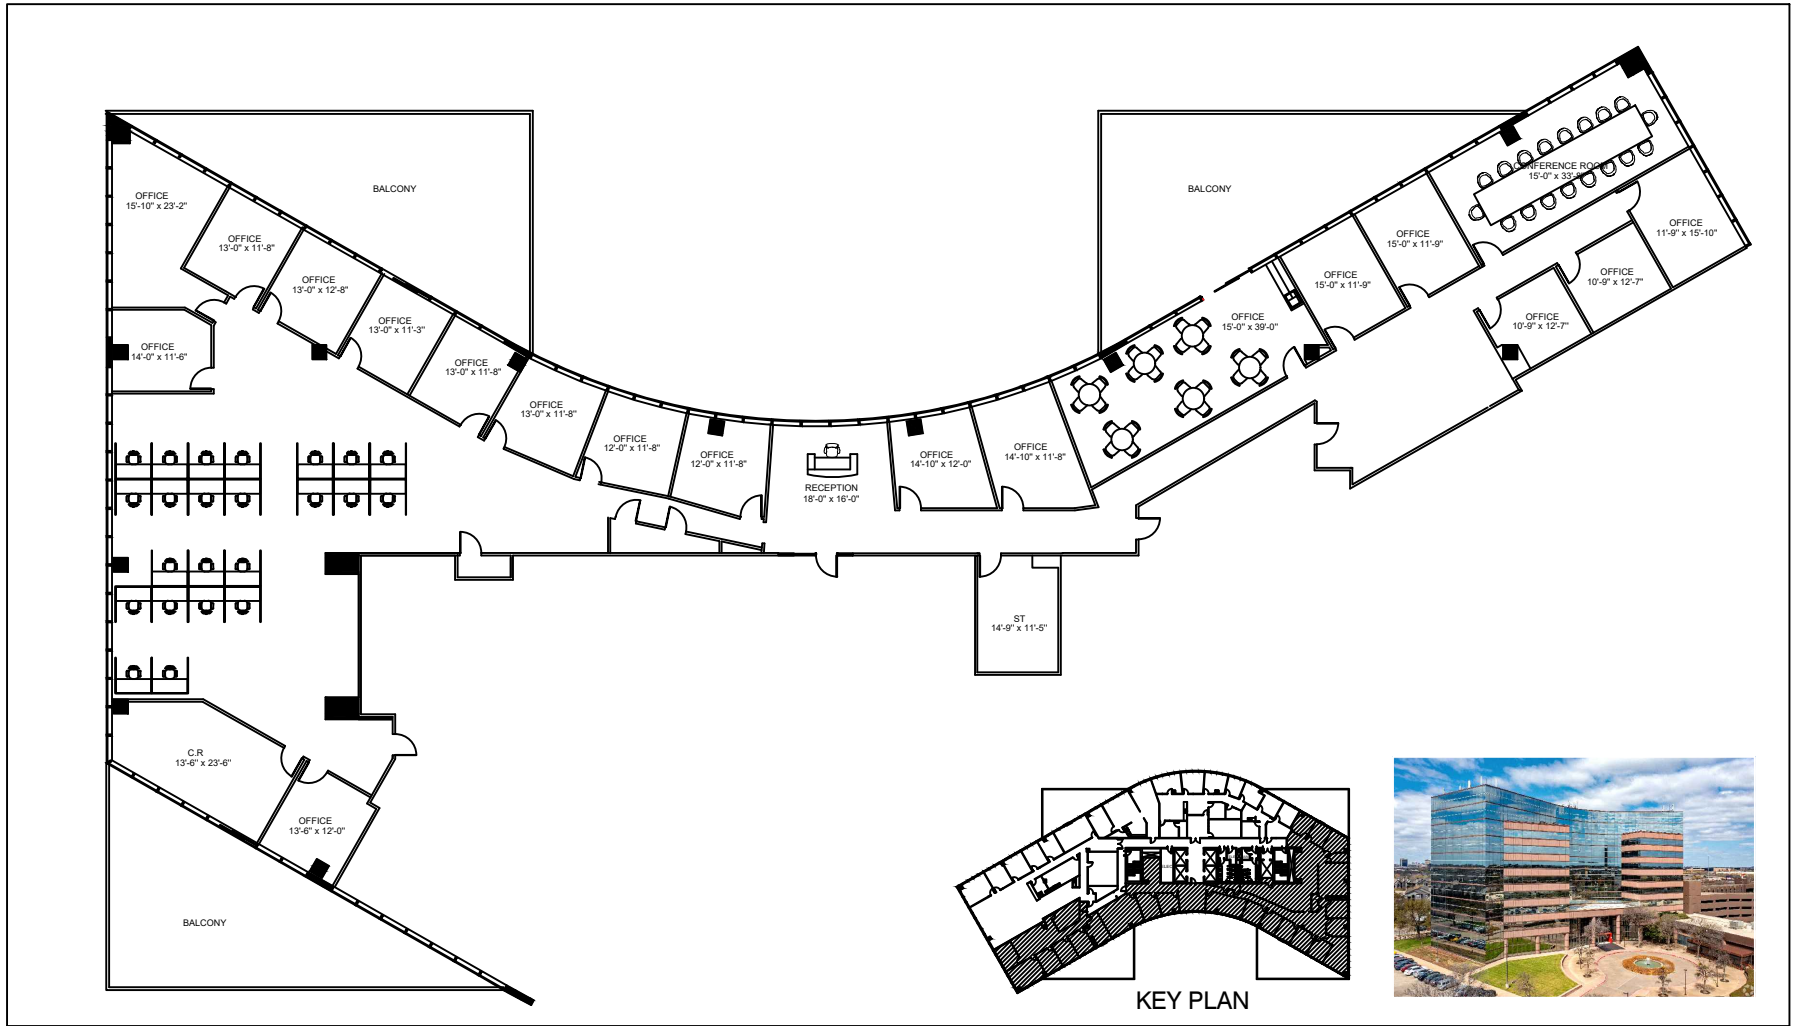 BALCONY
BALCONY
CONFERENCE ROOM
15'-0" x 33'-8"
OFFICE
15'-10" x 23'-2"
OFFICE
13'-0" x 11'-8"
OFFICE
13'-0" x 12'-8"
OFFICE
13'-0" x 11'-3"
OFFICE
14'-0" x 11'-6"
OFFICE
13'-0" x 11'-8"
OFFICE
13'-0" x 11'-8"
OFFICE
12'-0" x 11'-8"
OFFICE
12'-0" x 11'-8"
RECEPTION
18'-0" x 16'-0"
OFFICE
14'-10" x 12'-0"
OFFICE
14'-10" x 11'-8"
OFFICE
15'-0" x 39'-0"
OFFICE
15'-0" x 11'-9"
OFFICE
15'-0" x 11'-9"
OFFICE
11'-9" x 15'-10"
OFFICE
10'-9" x 12'-7"
OFFICE
10'-9" x 12'-7"
ST
14'-9" x 11'-5"
C.R
13'-6" x 23'-6"
OFFICE
13'-6" x 12'-0"
BALCONY
KEY PLAN